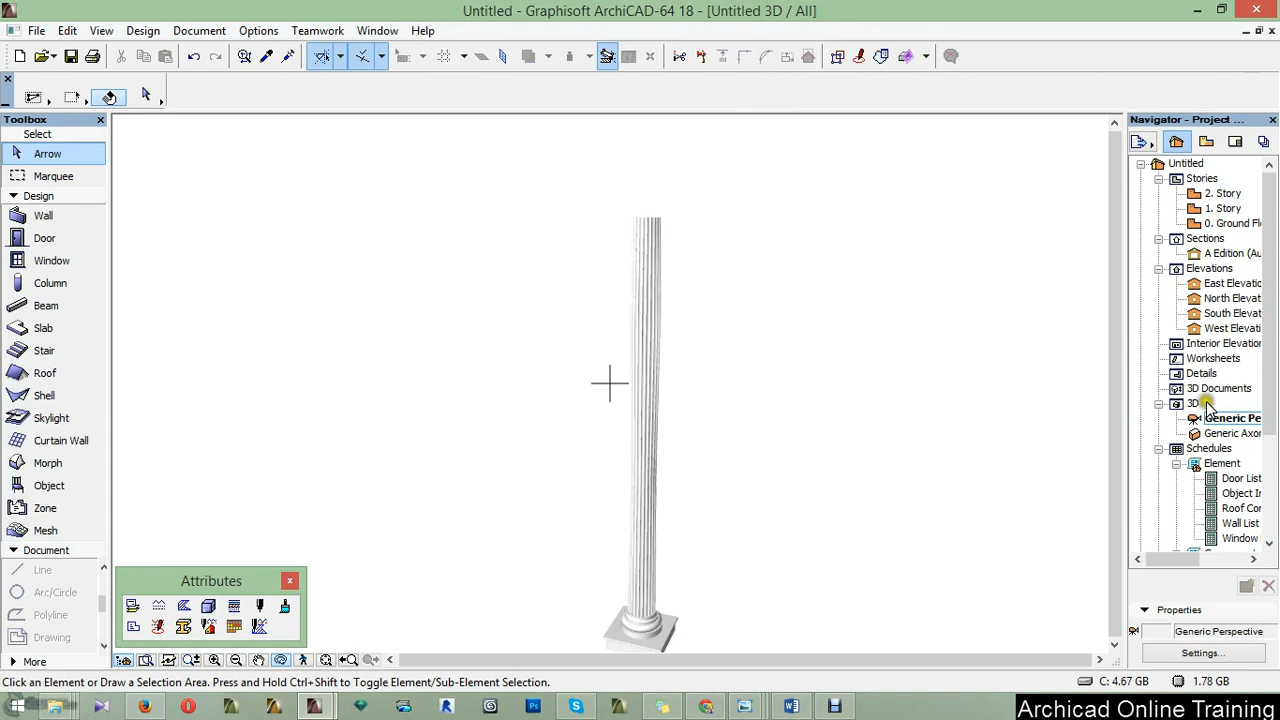 Untitled - Graphisoft ArchiCAD-64 18 - [Untitled 3D / All]
File Edit View Design Document Options Teamwork Window Help
Toolbox
Select
Arrow
Marquee
Design
Wall
Door
Window
Column
Beam
Slab
Stair
Roof
Shell
Skylight
Curtain Wall
Morph
Object
Zone
Mesh
Document
Line
Arc/Circle
Polyline
Drawing
More
Attributes
Navigator - Project ...
Untitled
Stories
2. Story
1. Story
0. Ground Fl
Sections
A Edition (Au
Elevations
East Elevatio
North Elevat
South Elevat
West Elevati
Interior Elevation
Worksheets
Details
3D Documents
3D
Generic Pe
Generic Axor
Schedules
Element
Door List
Object In
Roof Cor
Wall List
Window
Properties
Generic Perspective
Settings...
Click an Element or Draw a Selection Area. Press and Hold Ctrl+Shift to Toggle Element/Sub-Element Selection.
C: 4.67 GB
1.78 GB
Archicad Online Training